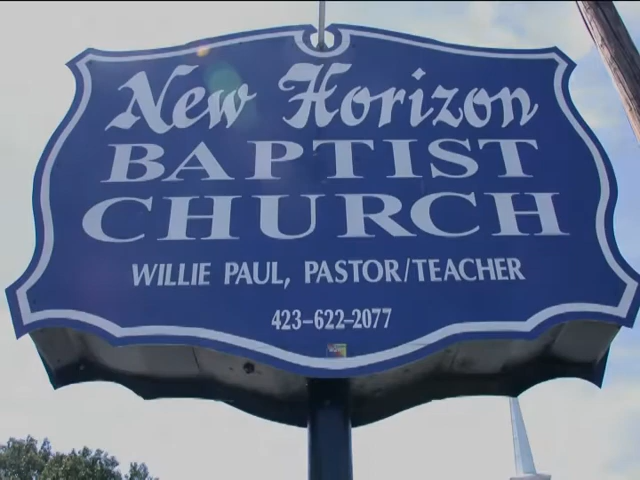 New Horizon
BAPTIST
CHURCH
WILLIE PAUL, PASTOR/TEACHER
423-622-2077